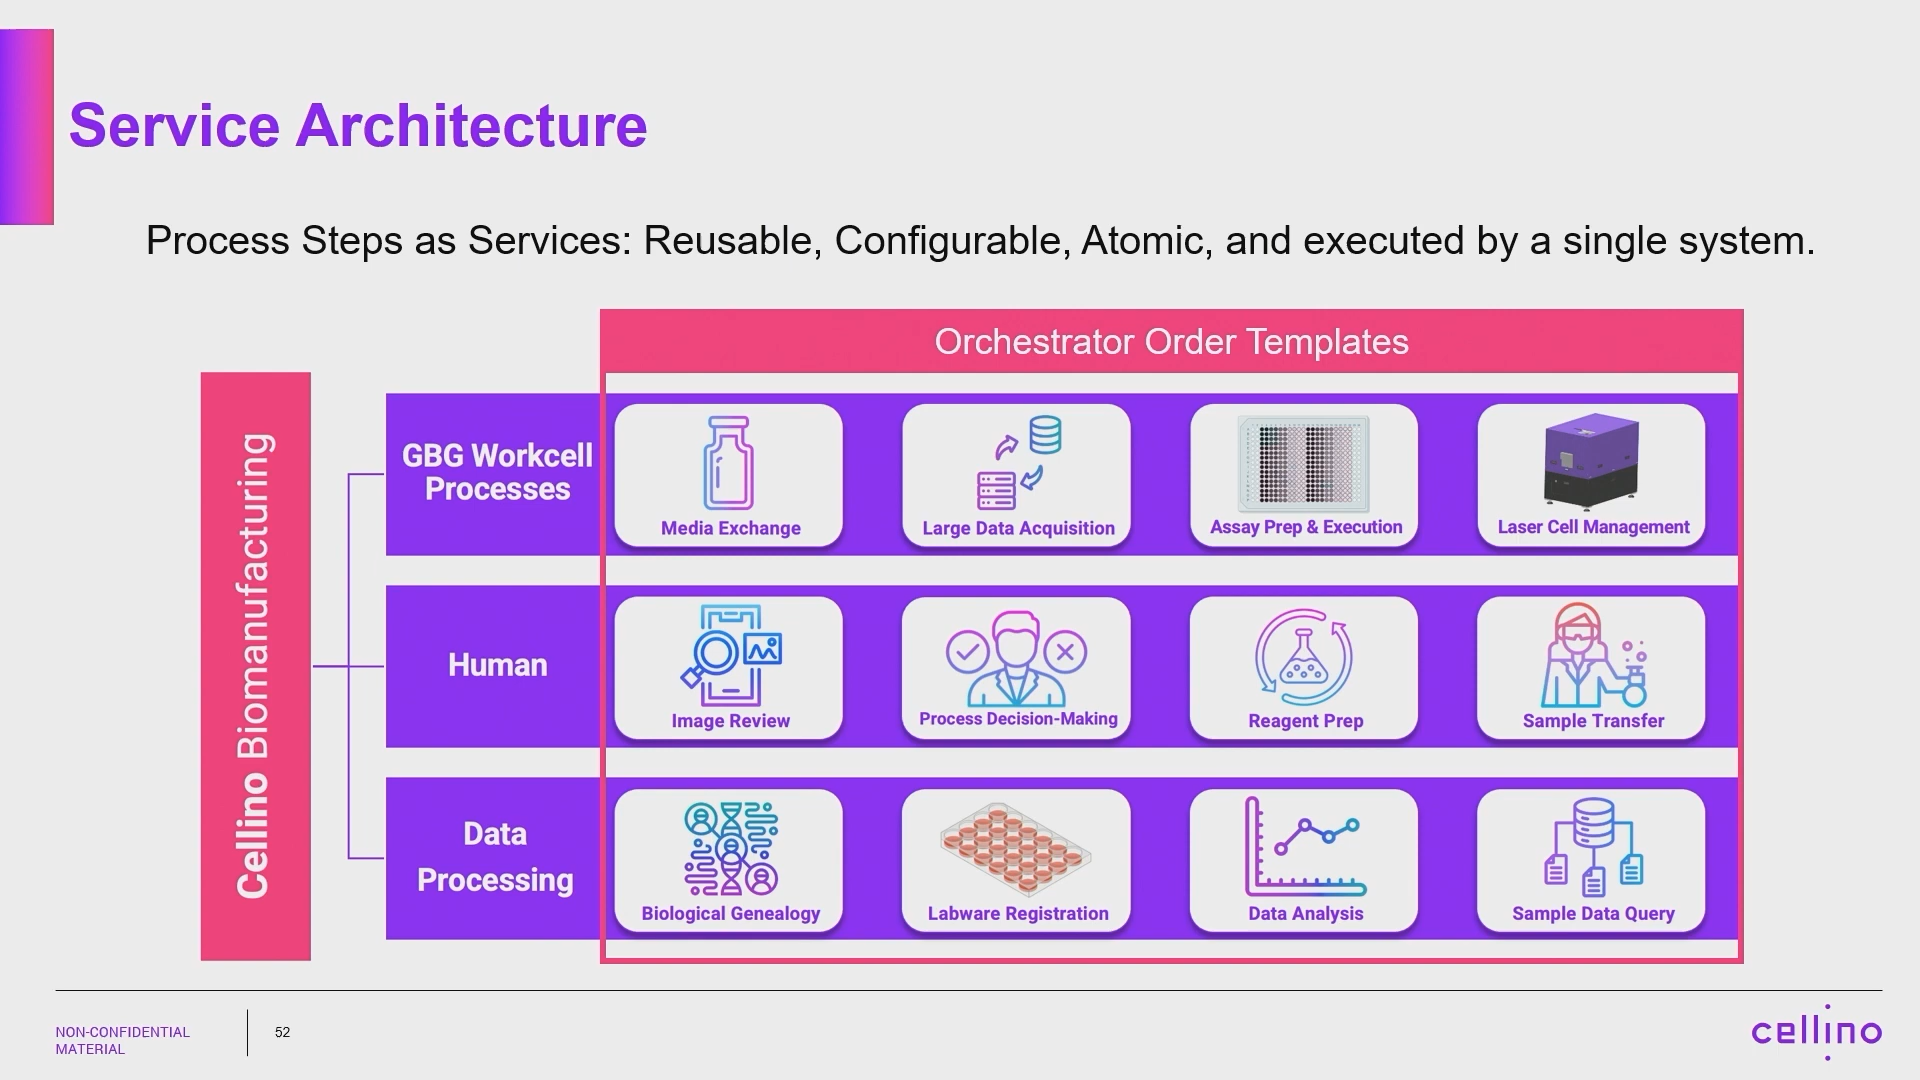 Service Architecture
Process Steps as Services: Reusable, Configurable, Atomic, and executed by a single system.
Orchestrator Order Templates
Cellino Biomanufacturing
GBG Workcell
Processes
Media Exchange
Large Data Acquisition
Assay Prep & Execution
Laser Cell Management
Human
Image Review
Process Decision-Making
Reagent Prep
Sample Transfer
Data
Processing
Biological Genealogy
Labware Registration
Data Analysis
Sample Data Query
NON-CONFIDENTIAL
MATERIAL
52
cellino